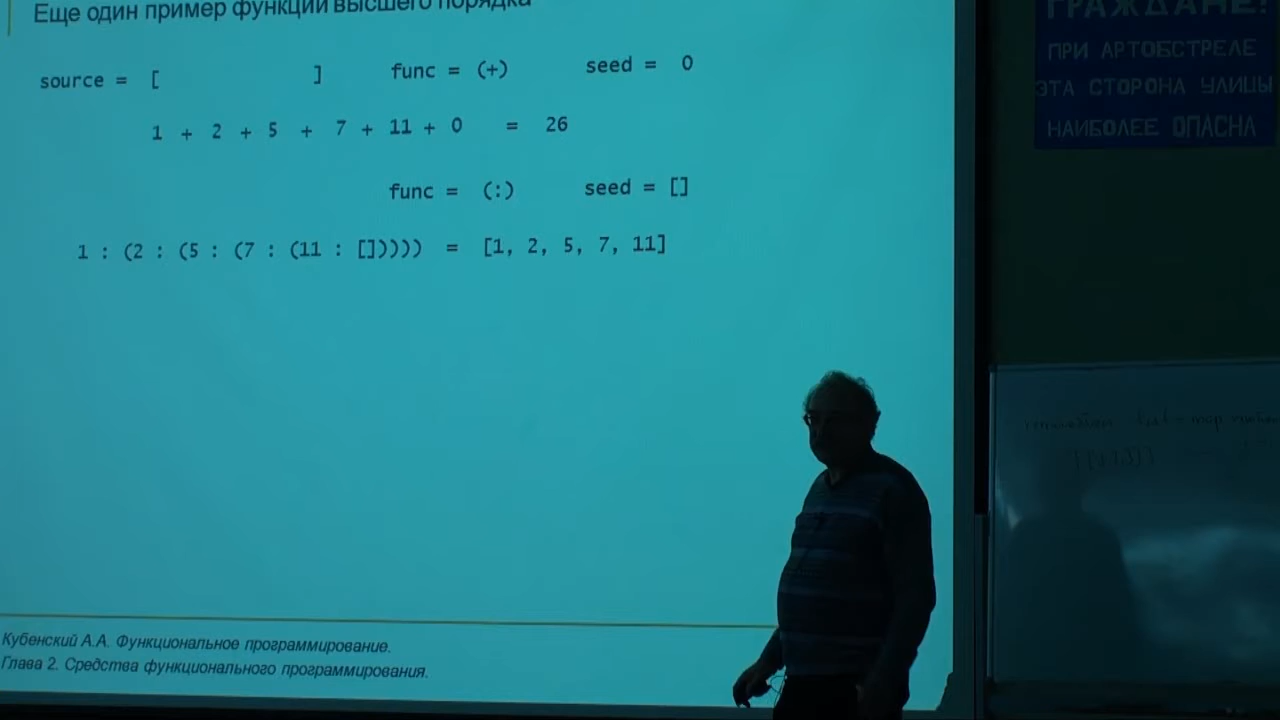 Еще один пример функции высшего порядка
source = [ ] func = (+) seed = 0
1 + 2 + 5 + 7 + 11 + 0 = 26
func = (:) seed = []
1 : (2 : (5 : (7 : (11 : [])))) = [1, 2, 5, 7, 11]
Кубенский А.А. Функциональное программирование.
Глава 2. Средства функционального программирования.
ГРАЖДАНЕ!
ПРИ АРТОБСТРЕЛЕ
ЭТА СТОРОНА УЛИЦЫ
НАИБОЛЕЕ ОПАСНА